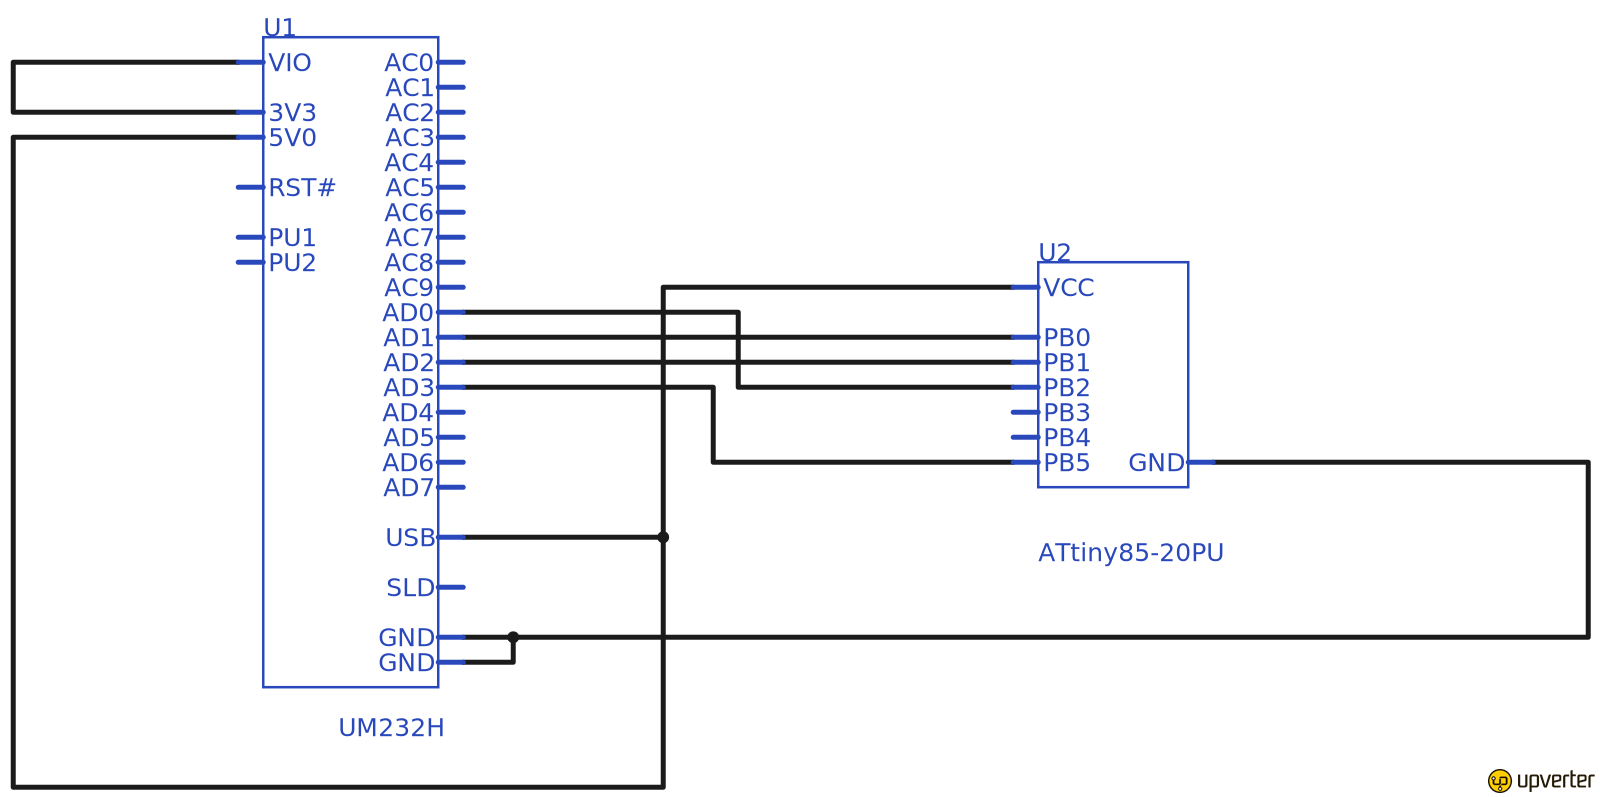 U1
VIO
3V3
5V0
RST#
PU1
PU2
AC0
AC1
AC2
AC3
AC4
AC5
AC6
AC7
AC8
AC9
AD0
AD1
AD2
AD3
AD4
AD5
AD6
AD7
USB
SLD
GND
GND
UM232H
U2
VCC
PB0
PB1
PB2
PB3
PB4
PB5
GND
ATtiny85-20PU
upverter